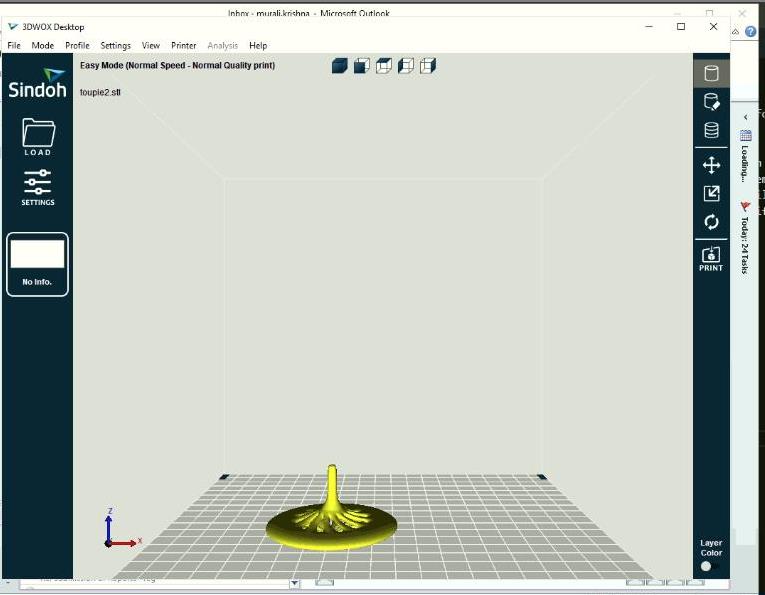 Inbox - murali.krishna - Microsoft Outlook
3DWOX Desktop
File Mode Profile Settings View Printer Analysis Help
Easy Mode (Normal Speed - Normal Quality print)
toupie2.stl
Sindoh
LOAD
SETTINGS
No Info.
PRINT
Layer
Color
Z
X
Loading...
Today: 24 Tasks